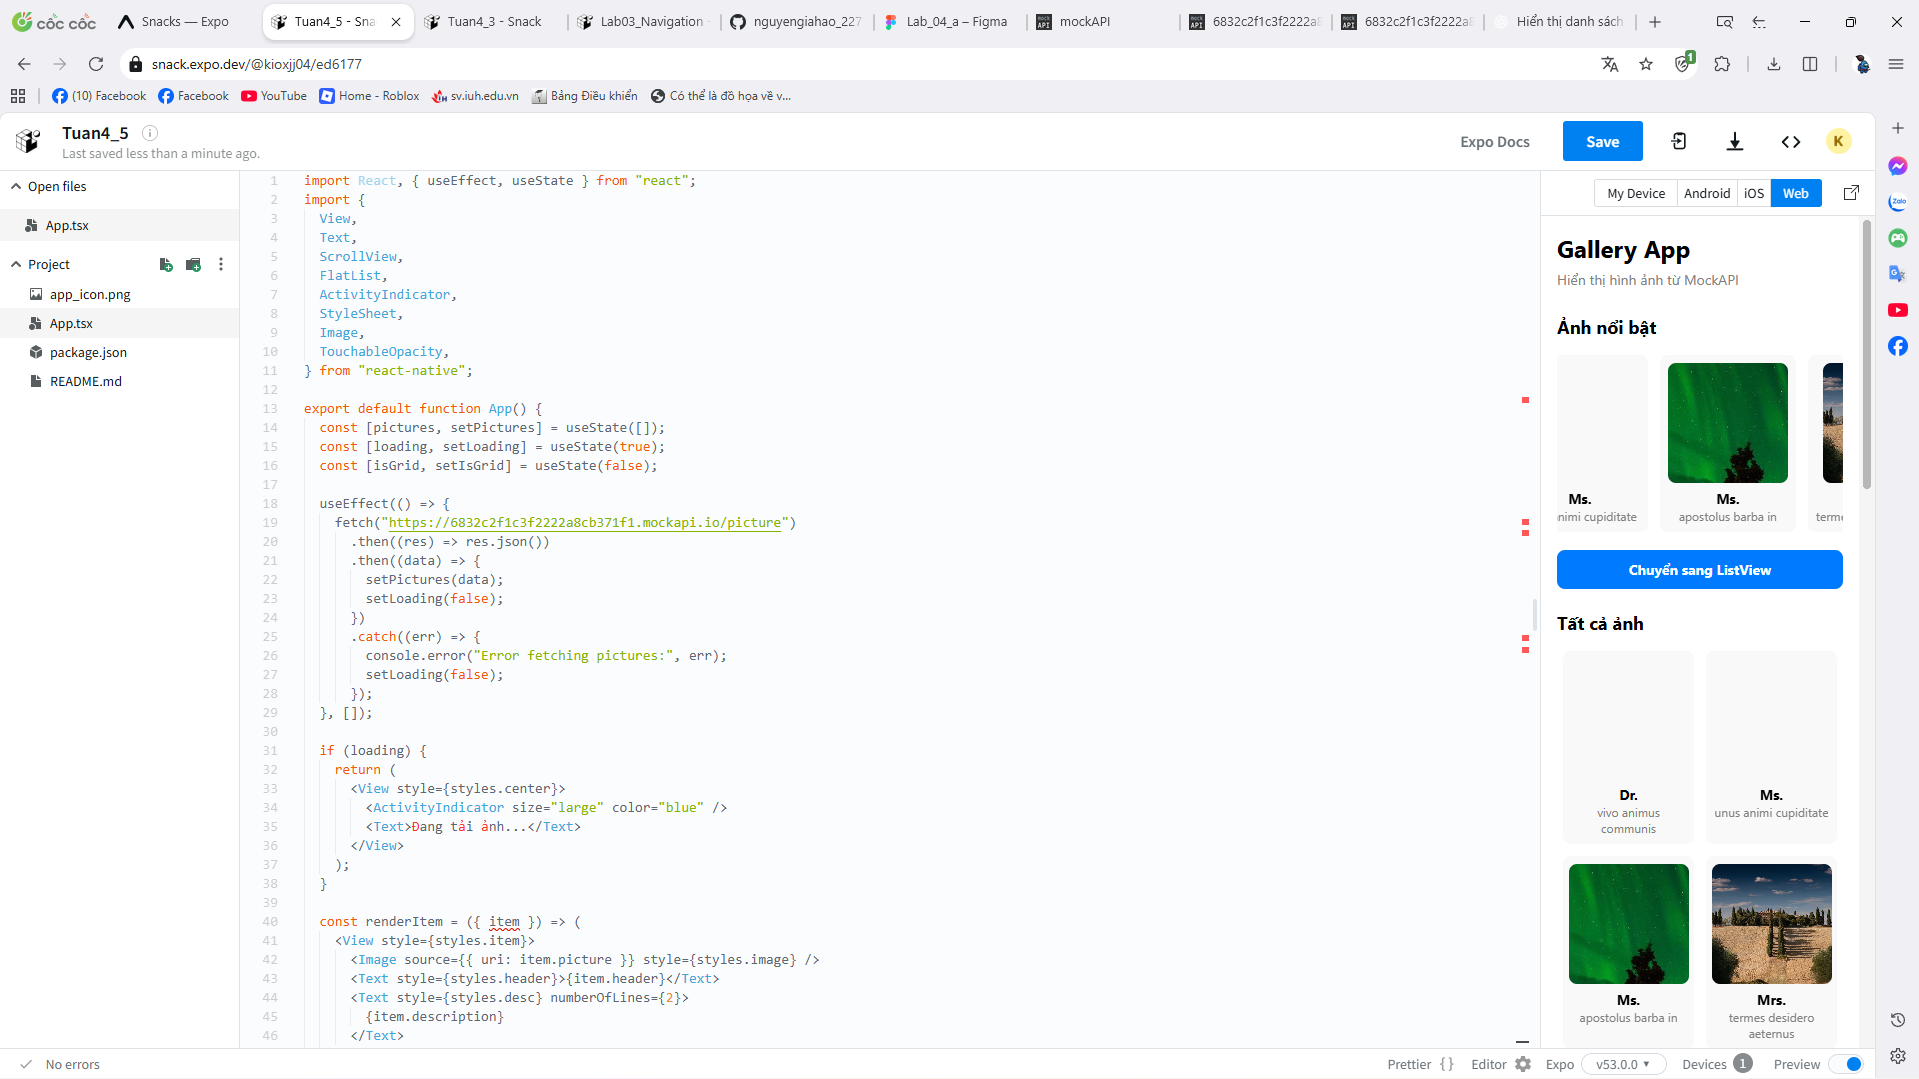 cốc cốc
Snacks — Expo
Tuan4_5 - Sna
Tuan4_3 - Snack
Lab03_Navigation
nguyengiahao_227
Lab_04_a – Figma
mockAPI
6832c2f1c3f2222a8
6832c2f1c3f2222a8
Hiển thị danh sách
snack.expo.dev/@kioxjj04/ed6177
1
(10) Facebook
Facebook
YouTube
Home - Roblox
sv.iuh.edu.vn
Bảng Điều khiển
Có thể là đồ họa về v...
Tuan4_5
Last saved less than a minute ago.
Expo Docs
Save
K
Open files
App.tsx
Project
app_icon.png
App.tsx
package.json
README.md
1 import React, { useEffect, useState } from "react";
2 import {
3 View,
4 Text,
5 ScrollView,
6 FlatList,
7 ActivityIndicator,
8 StyleSheet,
9 Image,
10 TouchableOpacity,
11 } from "react-native";
12
13 export default function App() {
14 const [pictures, setPictures] = useState([]);
15 const [loading, setLoading] = useState(true);
16 const [isGrid, setIsGrid] = useState(false);
17
18 useEffect(() => {
19 fetch("https://6832c2f1c3f2222a8cb371f1.mockapi.io/picture")
20 .then((res) => res.json())
21 .then((data) => {
22 setPictures(data);
23 setLoading(false);
24 })
25 .catch((err) => {
26 console.error("Error fetching pictures:", err);
27 setLoading(false);
28 });
29 }, []);
30
31 if (loading) {
32 return (
33 <View style={styles.center}>
34 <ActivityIndicator size="large" color="blue" />
35 <Text>Đang tải ảnh...</Text>
36 </View>
37 );
38 }
39
40 const renderItem = ({ item }) => (
41 <View style={styles.item}>
42 <Image source={{ uri: item.picture }} style={styles.image} />
43 <Text style={styles.header}>{item.header}</Text>
44 <Text style={styles.desc} numberOfLines={2}>
45 {item.description}
46 </Text>
My Device
Android
iOS
Web
Gallery App
Hiển thị hình ảnh từ MockAPI
Ảnh nổi bật
Ms.
nimi cupiditate
Ms.
apostolus barba in
terme
Chuyển sang ListView
Tất cả ảnh
Dr.
vivo animus
communis
Ms.
unus animi cupiditate
Ms.
apostolus barba in
Mrs.
termes desidero
aeternus
Zalo
No errors
Prettier { }
Editor
Expo
v53.0.0
Devices 1
Preview